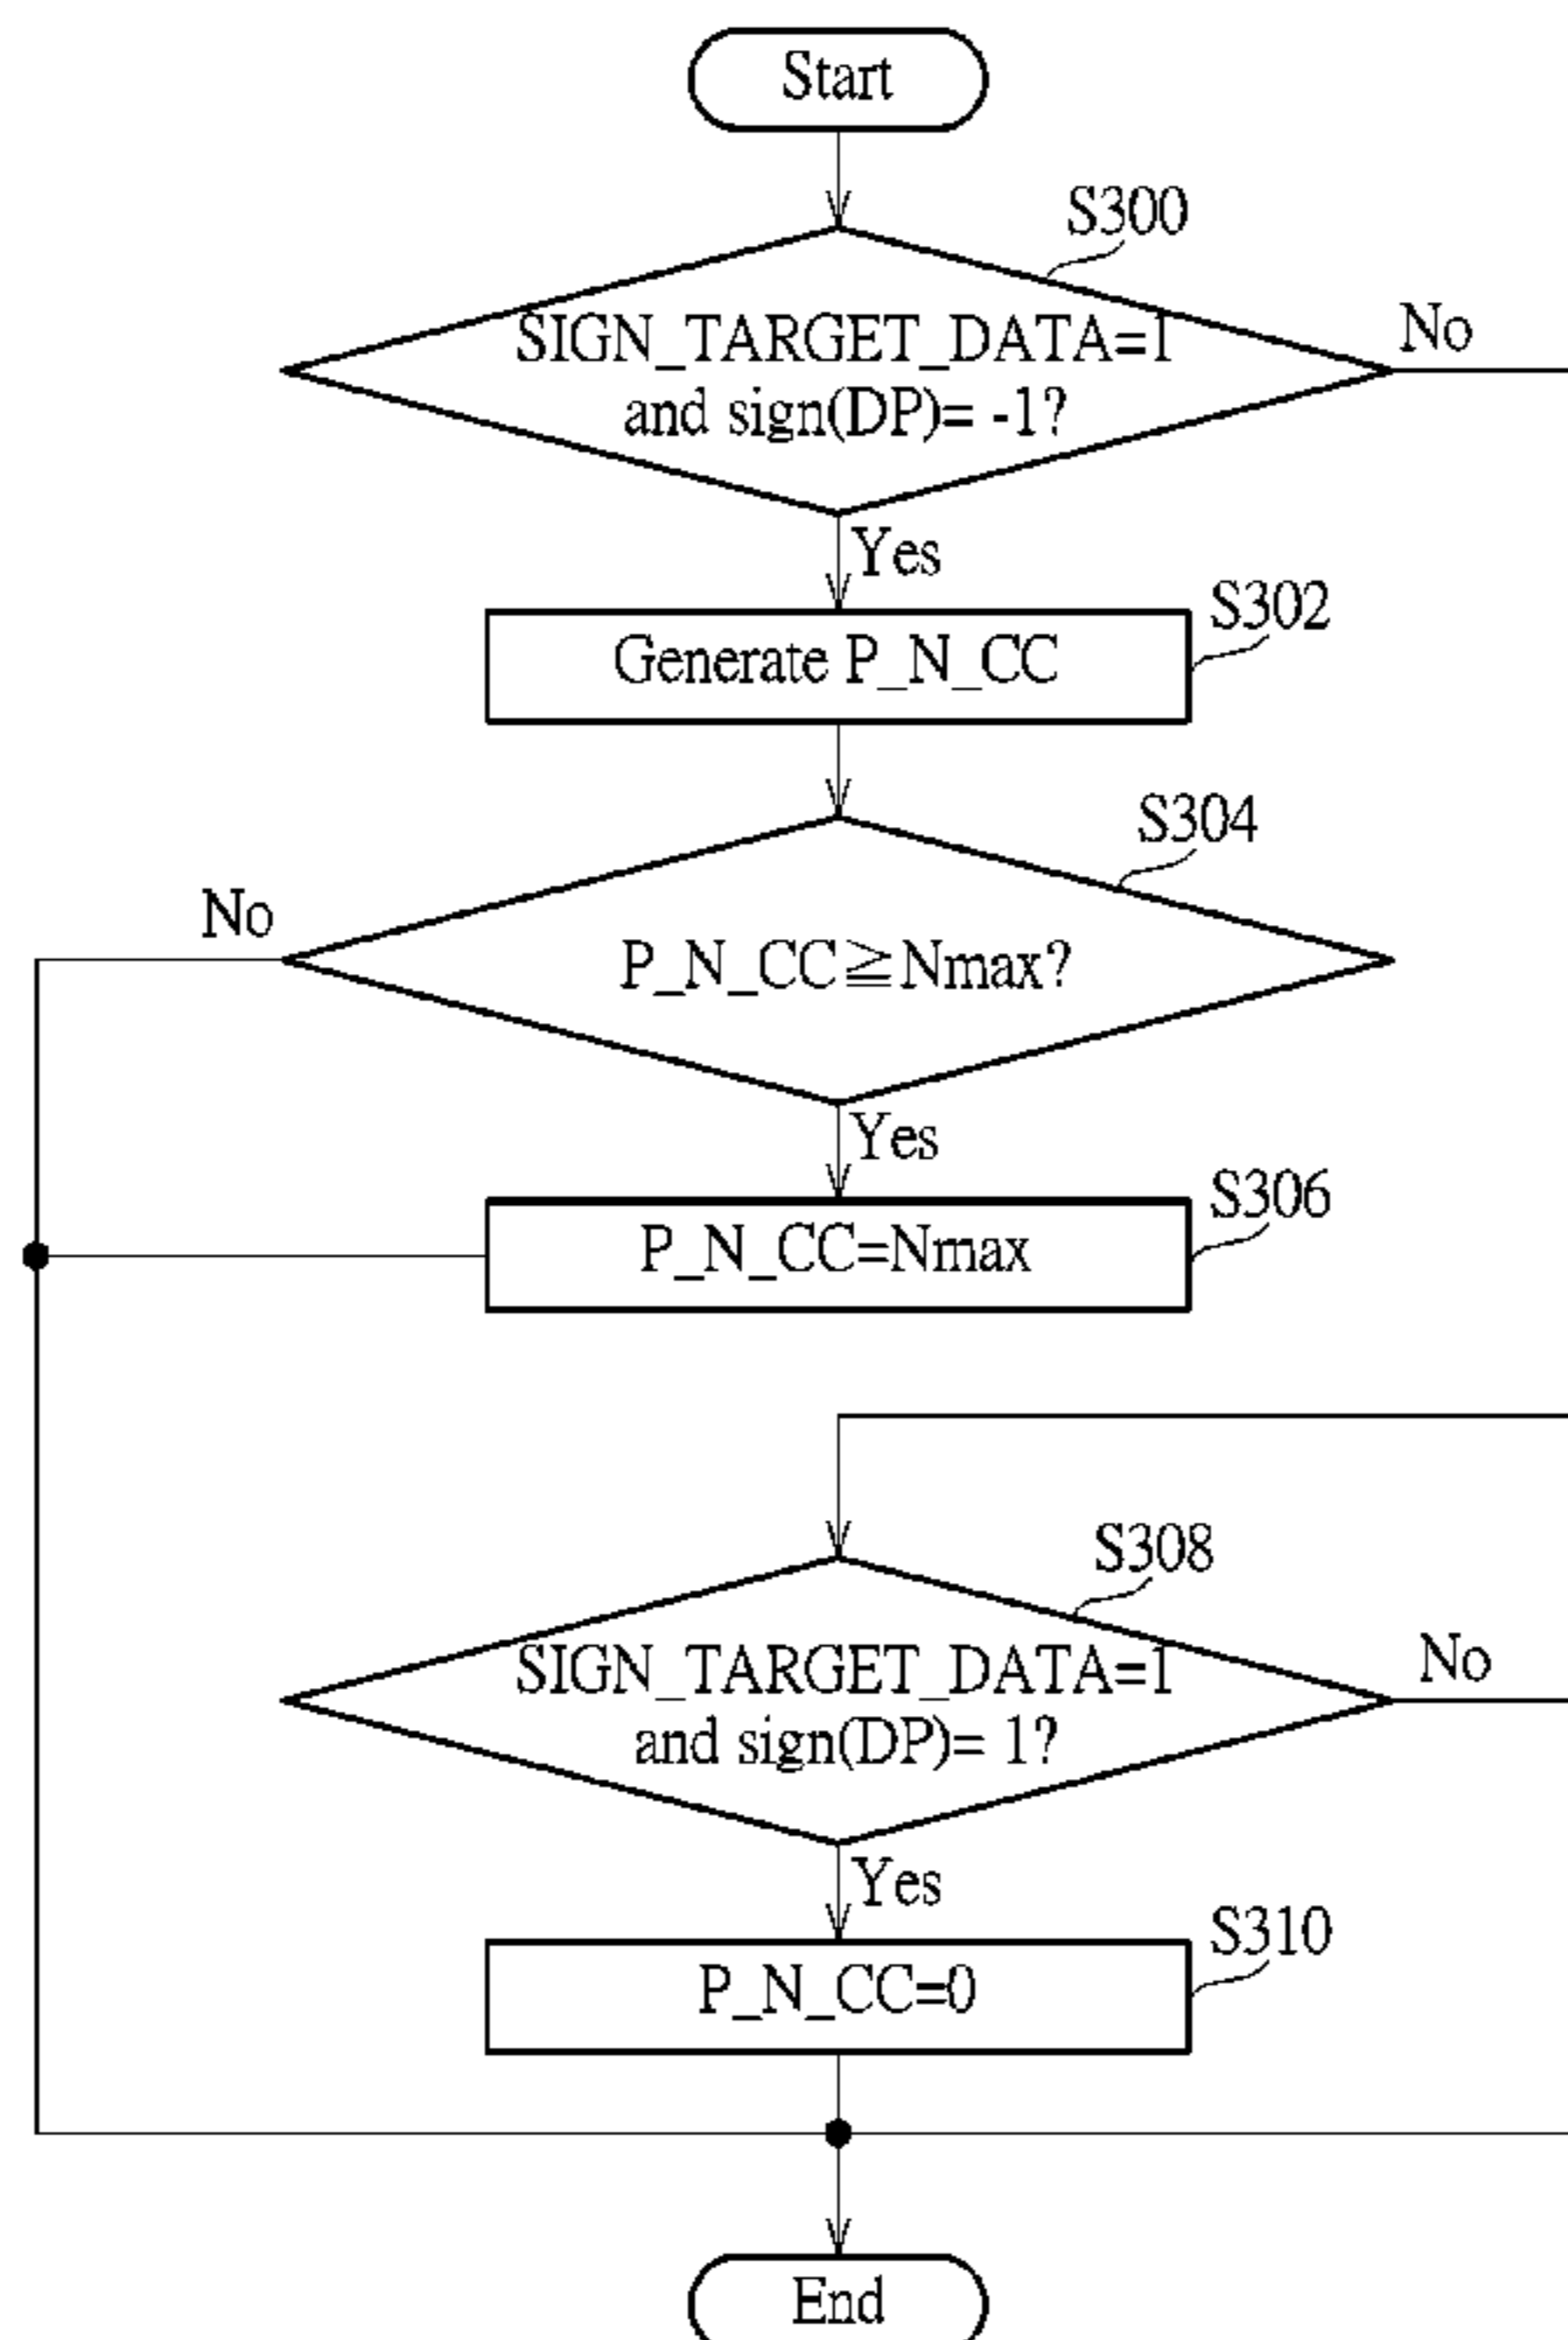 Start
S300
SIGN_TARGET_DATA=1
and sign(DP)= -1?
No
Yes
S302
Generate P_N_CC
S304
No
P_N_CC≧Nmax?
Yes
S306
P_N_CC=Nmax
S308
SIGN_TARGET_DATA=1
and sign(DP)= 1?
No
Yes
S310
P_N_CC=0
End